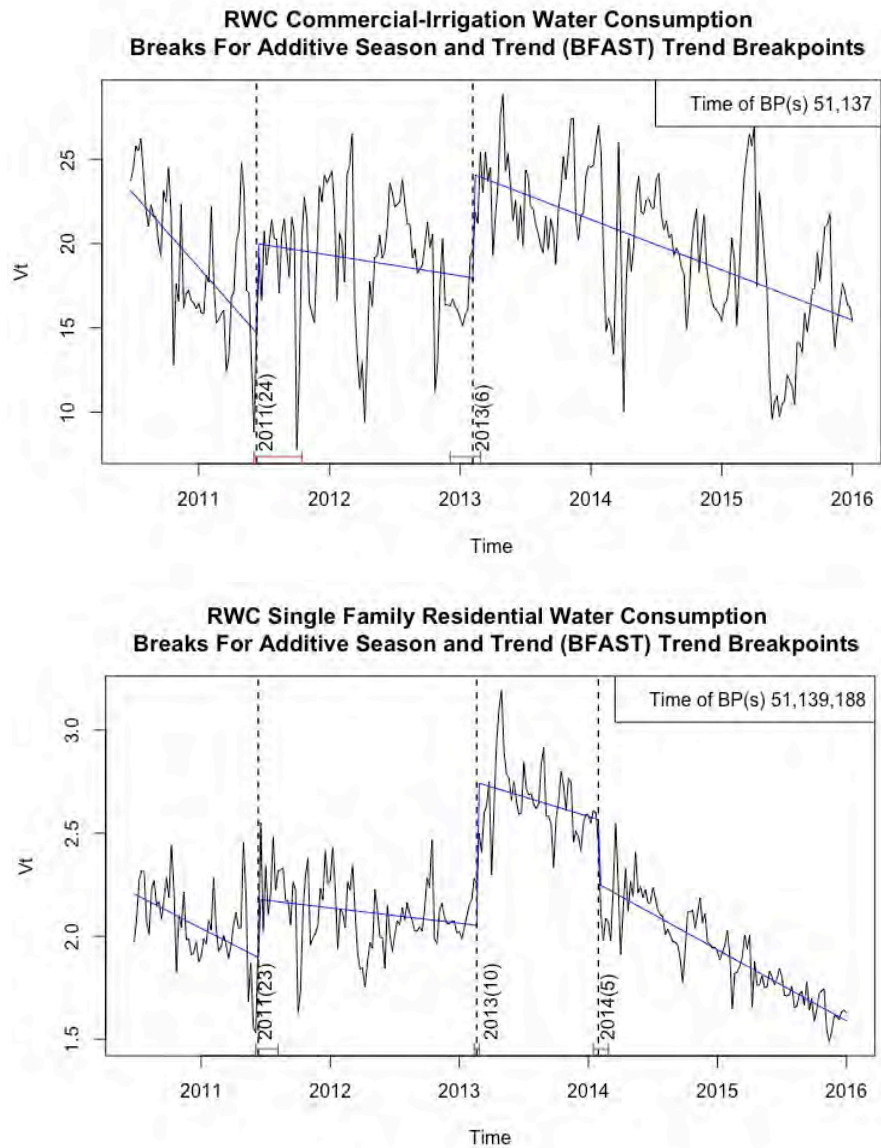 RWC Commercial-Irrigation Water Consumption
Breaks For Additive Season and Trend (BFAST) Trend Breakpoints
Time of BP(s) 51,137
Vt
25
20
15
10
2011(24)
2013(6)
2011 2012 2013 2014 2015 2016
Time
RWC Single Family Residential Water Consumption
Breaks For Additive Season and Trend (BFAST) Trend Breakpoints
Time of BP(s) 51,139,188
Vt
3.0
2.5
2.0
1.5
2011(23)
2013(10)
2014(5)
2011 2012 2013 2014 2015 2016
Time